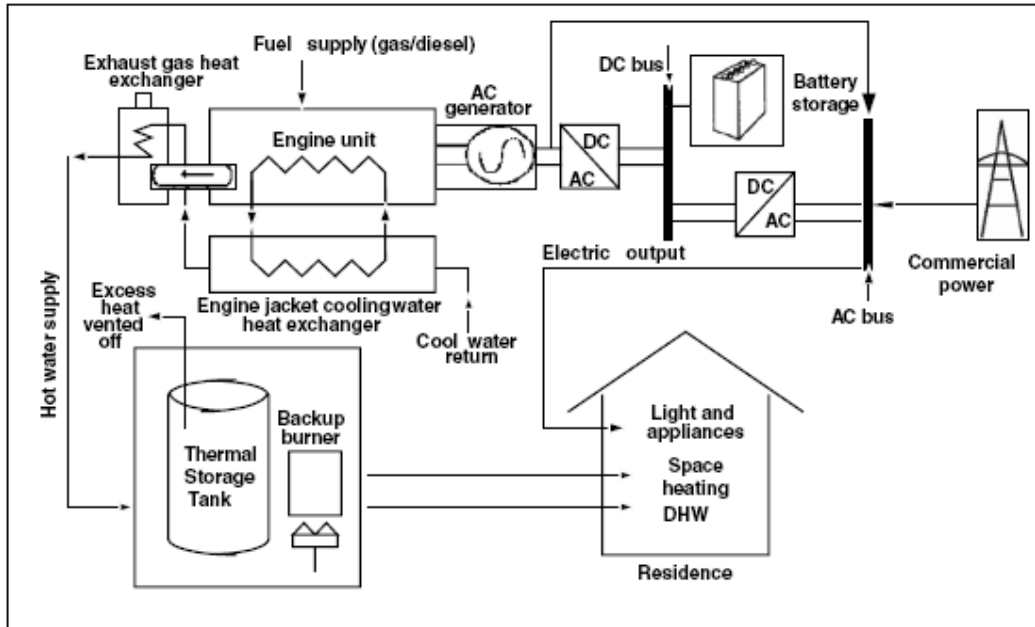 Fuel supply (gas/diesel)
Exhaust gas heat
exchanger
AC
generator
DC bus
Battery
storage
Engine unit
DC
AC
DC
AC
Electric output
Commercial
power
AC bus
Engine jacket coolingwater
heat exchanger
Cool water
return
Excess
heat
vented
off
Hot water supply
Backup
burner
Thermal
Storage
Tank
Light and
appliances
Space
heating
DHW
Residence